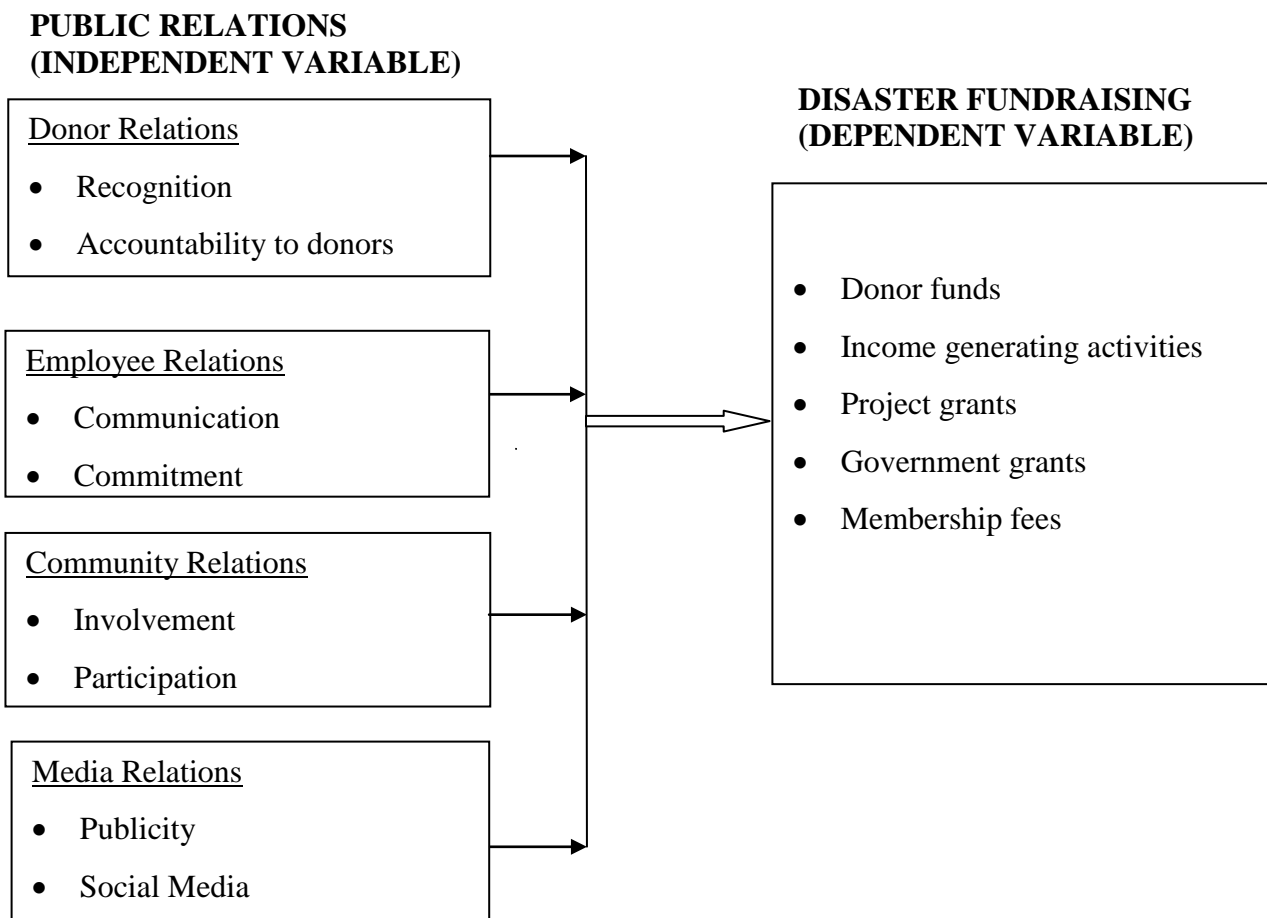 PUBLIC RELATIONS
(INDEPENDENT VARIABLE)
Donor Relations
• Recognition
• Accountability to donors
Employee Relations
• Communication
• Commitment
Community Relations
• Involvement
• Participation
Media Relations
• Publicity
• Social Media
DISASTER FUNDRAISING
(DEPENDENT VARIABLE)
• Donor funds
• Income generating activities
• Project grants
• Government grants
• Membership fees